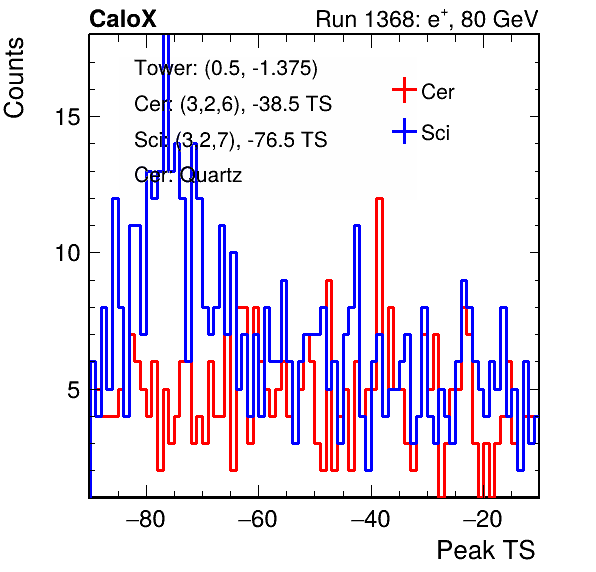 CaloX
Run 1368: e⁺, 80 GeV
Counts
Tower: (0.5, -1.375)
Cer: (3,2,6), -38.5 TS
Sci: (3,2,7), -76.5 TS
Cer: Quartz
Cer
Sci
15
10
5
−80
−60
−40
−20
Peak TS